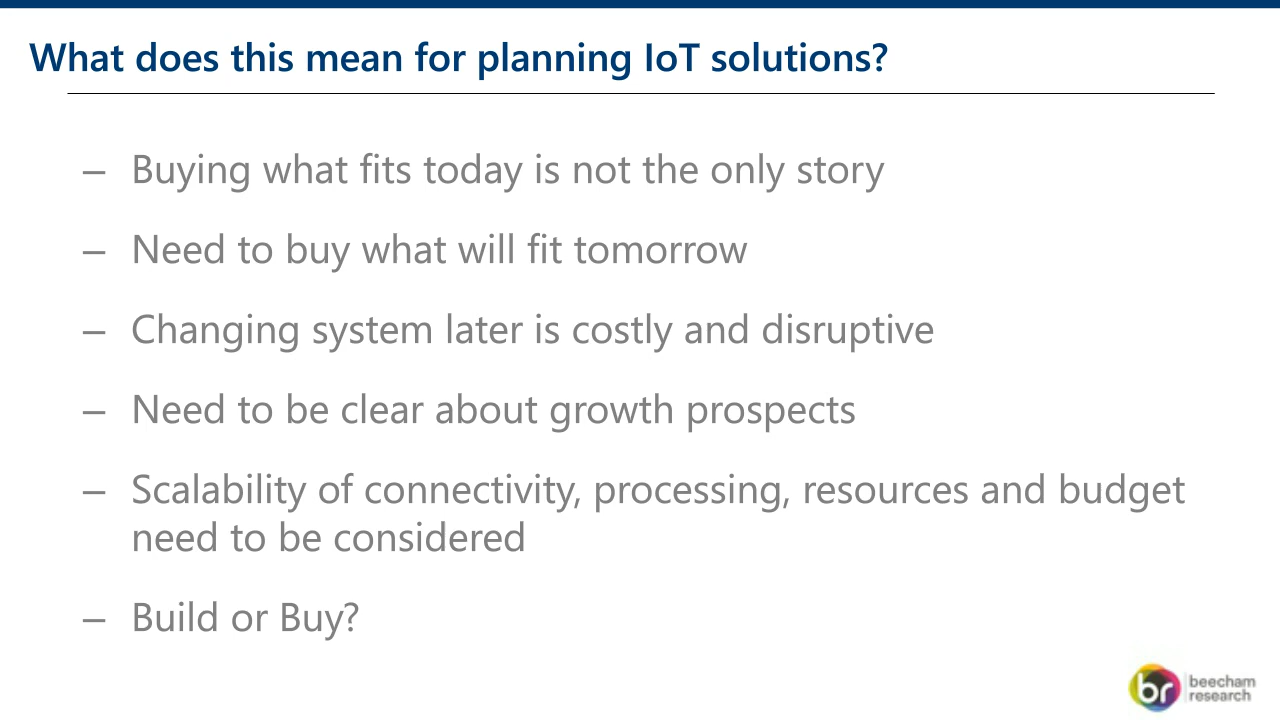 What does this mean for planning IoT solutions?
– Buying what fits today is not the only story
– Need to buy what will fit tomorrow
– Changing system later is costly and disruptive
– Need to be clear about growth prospects
– Scalability of connectivity, processing, resources and budget
need to be considered
– Build or Buy?
br beecham
research